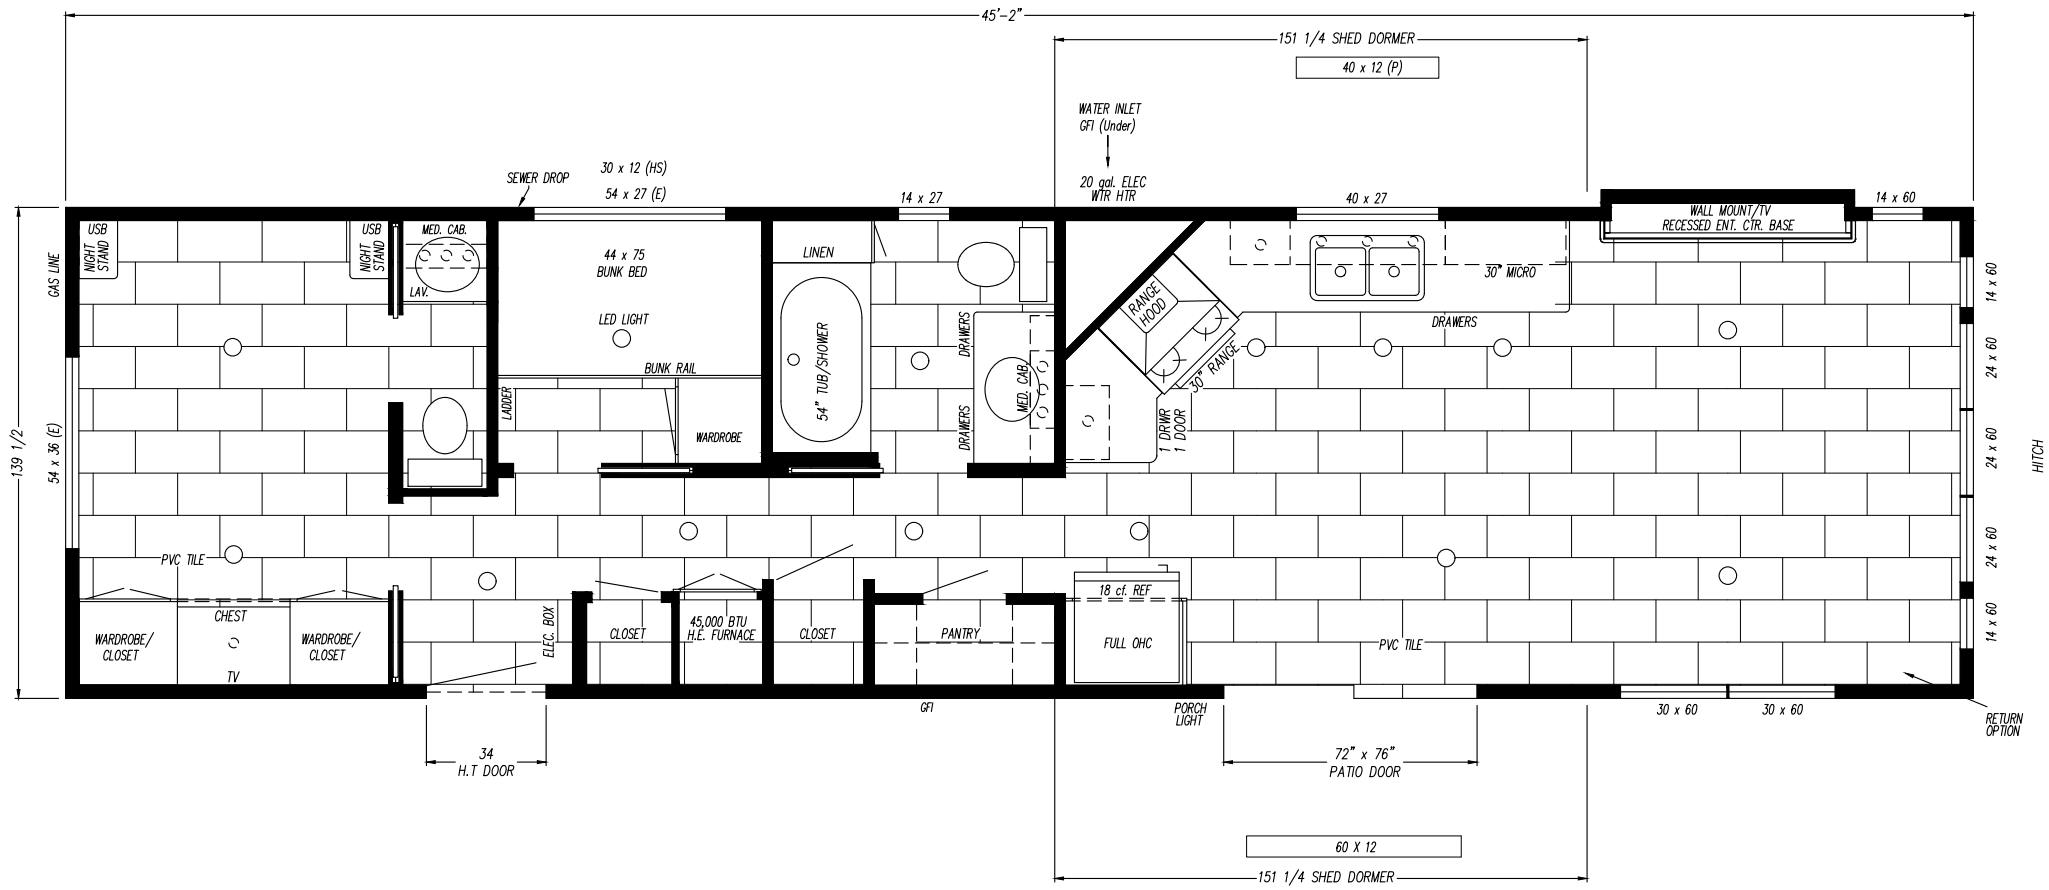 45'-2"
151 1/4 SHED DORMER
40 x 12 (P)
WATER INLET
GFI (Under)
20 gal. ELEC
WTR HTR
30 x 12 (HS)
54 x 27 (E)
SEWER DROP
14 x 27
40 x 27
14 x 60
WALL MOUNT/TV
RECESSED ENT. CTR. BASE
USB
NIGHT
STAND
USB
NIGHT
STAND
MED. CAB.
LAV.
GAS LINE
44 x 75
BUNK BED
LED LIGHT
BUNK RAIL
LADDER
WARDROBE
LINEN
54" TUB/SHOWER
DRAWERS
DRAWERS
MED. CAB.
RANGE
HOOD
30" RANGE
30" MICRO
DRAWERS
1 DRWR
1 DOOR
14 x 60
24 x 60
24 x 60
24 x 60
14 x 60
HITCH
139 1/2
54 x 36 (E)
PVC TILE
CHEST
TV
WARDROBE/
CLOSET
WARDROBE/
CLOSET
ELEC. BOX
CLOSET
45,000 BTU
H.E. FURNACE
CLOSET
PANTRY
18 cf. REF
FULL OHC
PVC TILE
GFI
PORCH
LIGHT
30 x 60
30 x 60
RETURN
OPTION
34
H.T DOOR
72" x 76"
PATIO DOOR
60 X 12
151 1/4 SHED DORMER